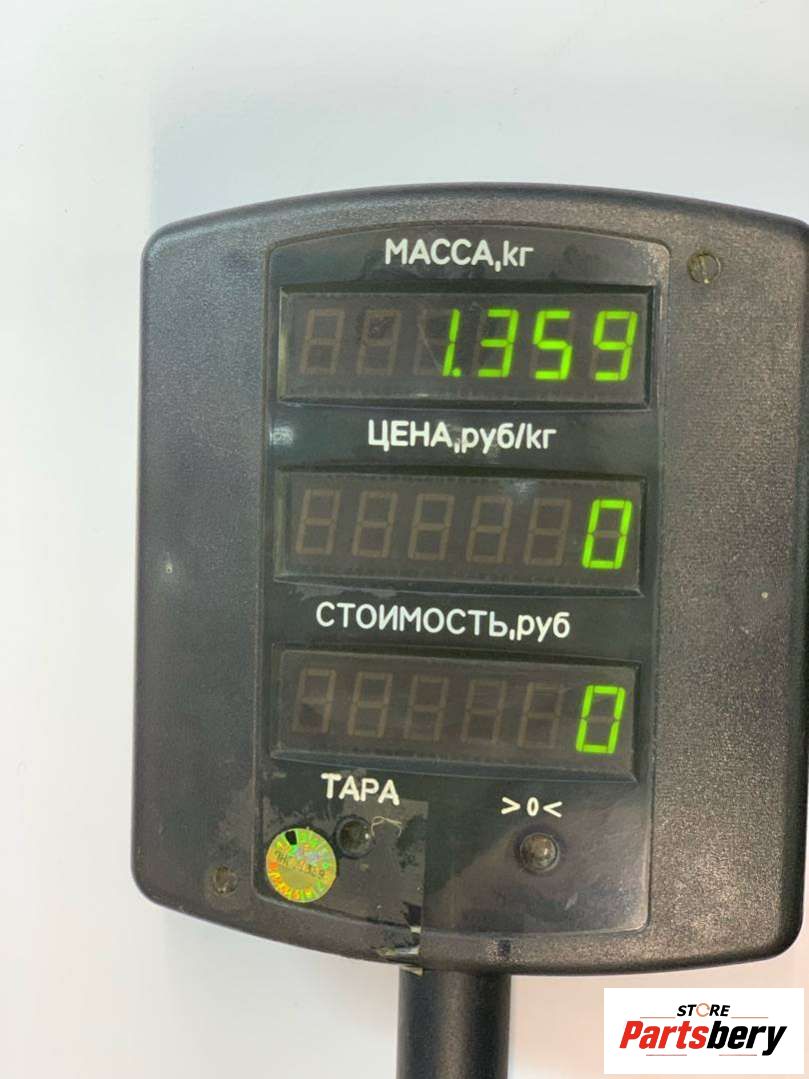 МАССА,кг
1.359
ЦЕНА,руб/кг
0
СТОИМОСТЬ,руб
0
ТАРА
>0<
STORE
Partsbery